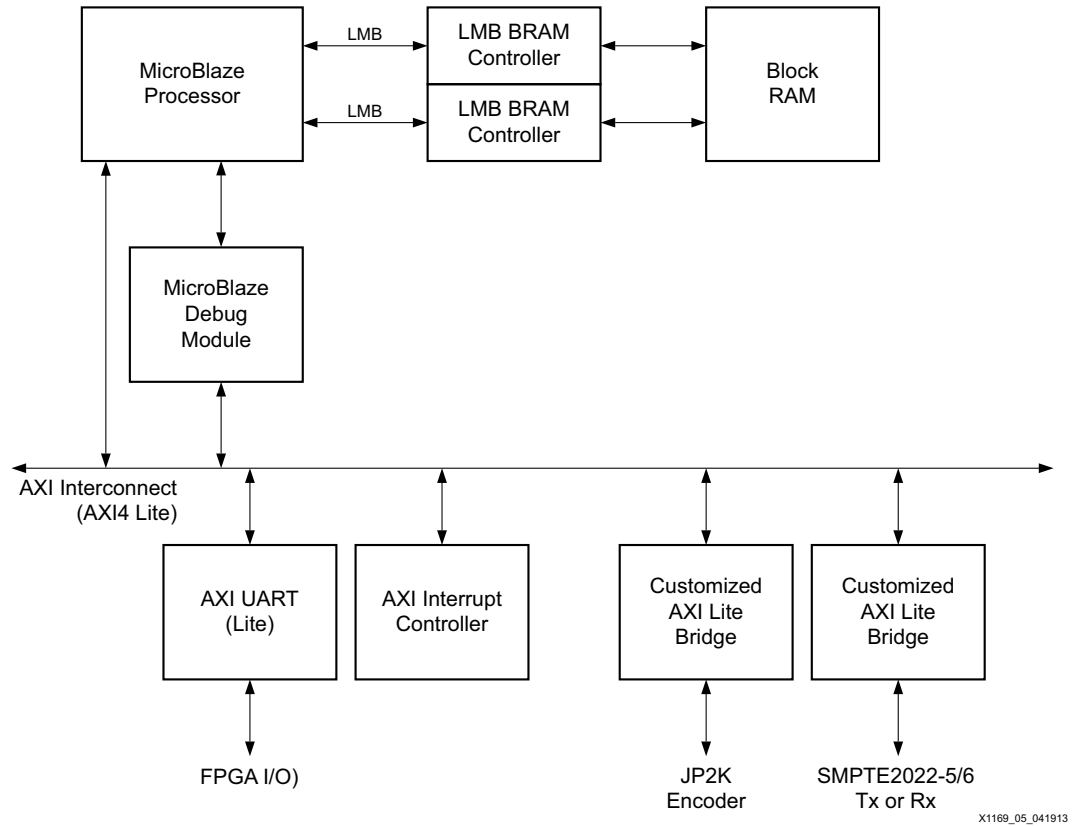 MicroBlaze
Processor
LMB
LMB
LMB BRAM
Controller
LMB BRAM
Controller
Block
RAM
MicroBlaze
Debug
Module
AXI Interconnect
(AXI4 Lite)
AXI UART
(Lite)
AXI Interrupt
Controller
Customized
AXI Lite
Bridge
Customized
AXI Lite
Bridge
FPGA I/O)
JP2K
Encoder
SMPTE2022-5/6
Tx or Rx
X1169_05_041913